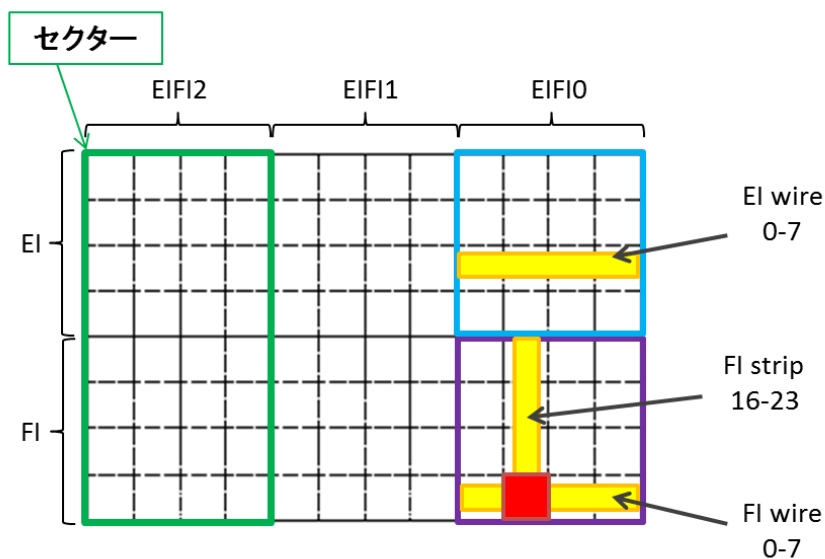 セクター
EIFI2
EIFI1
EIFI0
EI
EI wire
0-7
FI strip
16-23
FI
FI wire
0-7